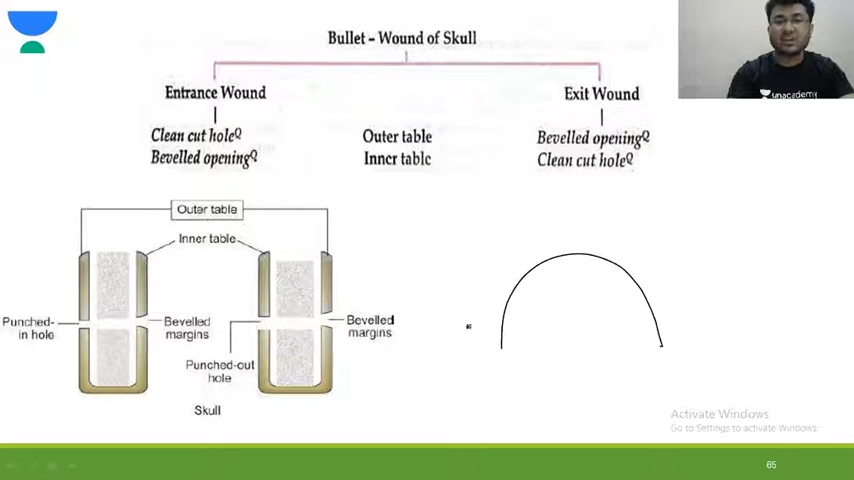 Bullet – Wound of Skull
Entrance Wound
Exit Wound
Clean cut holeQ
Outer table
Bevelled openingQ
Bevelled openingQ
Inner table
Clean cut holeQ
unacademy
Outer table
Inner table
Punched-
in hole
Bevelled
margins
Bevelled
margins
Punched-out
hole
Skull
Activate Windows
Go to Settings to activate Windows.
65